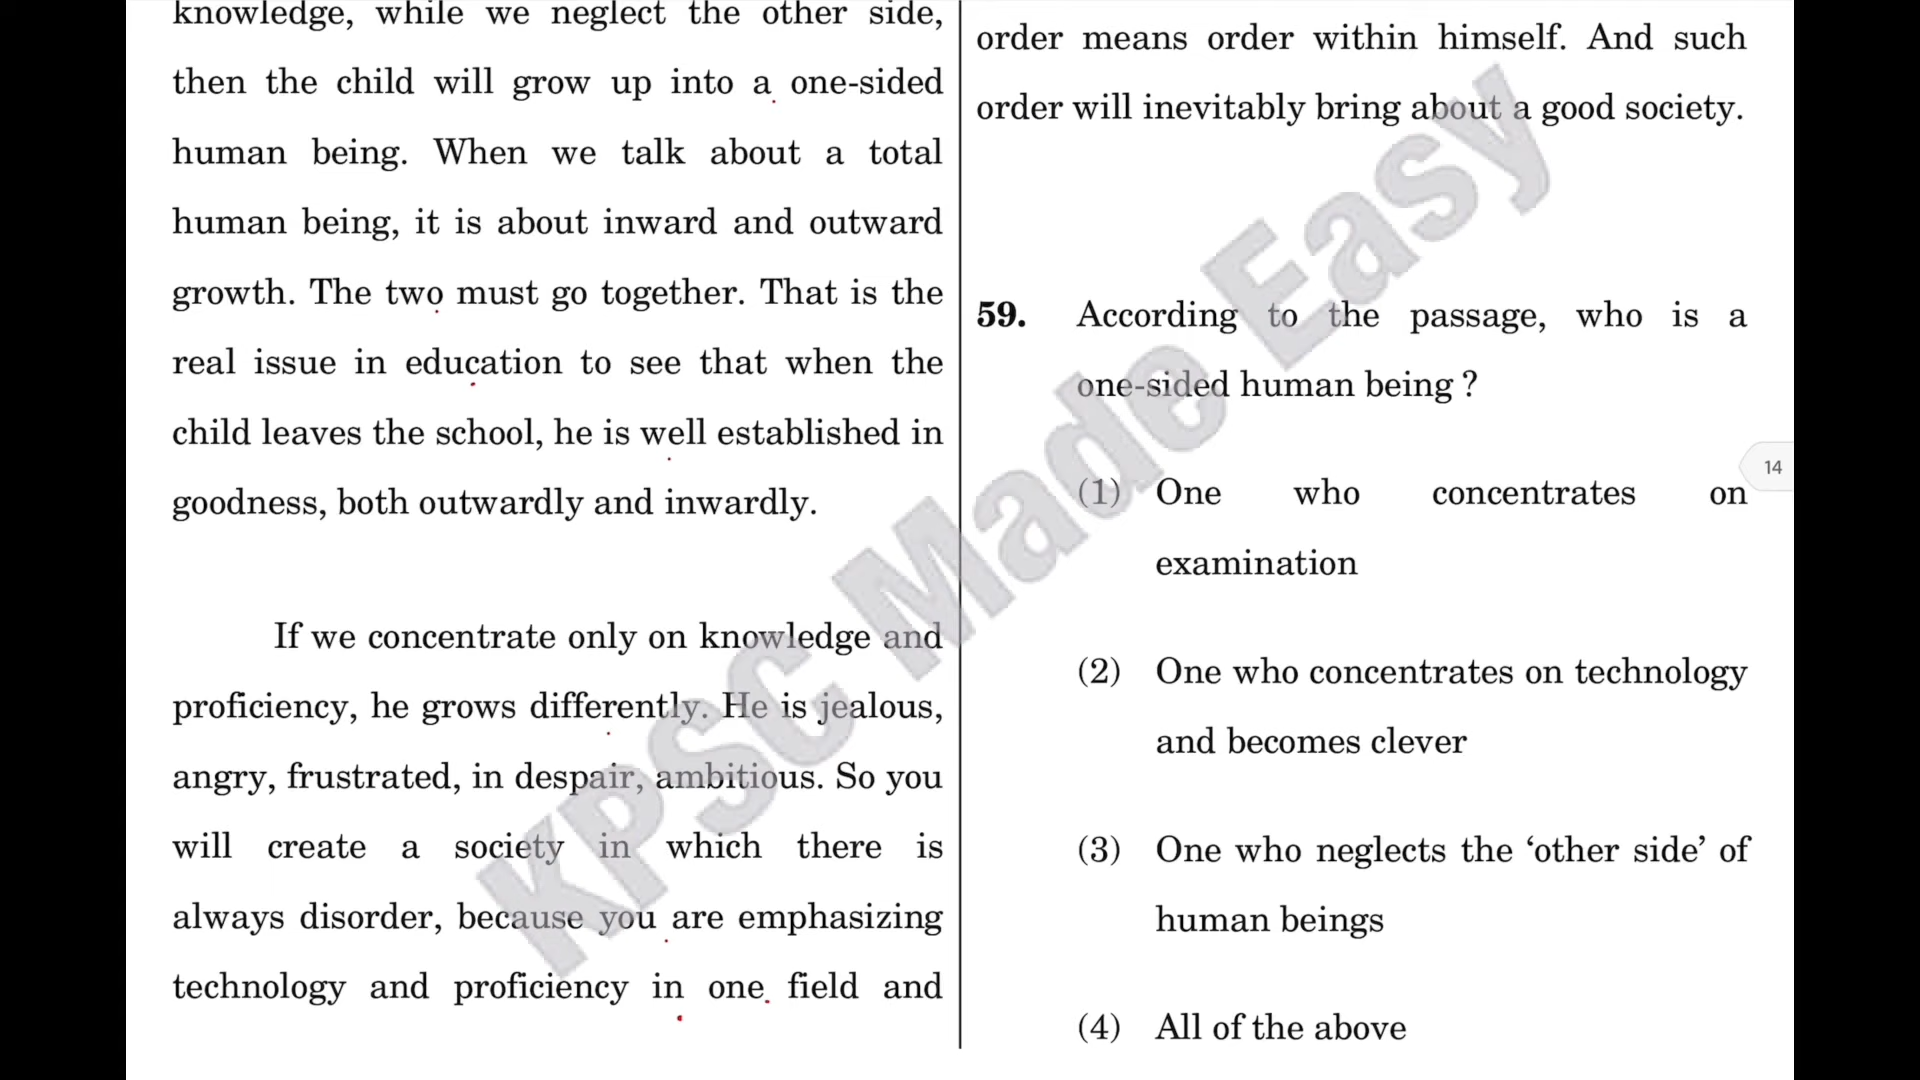 knowledge, while we neglect the other side,
then the child will grow up into a one-sided
human being. When we talk about a total
human being, it is about inward and outward
growth. The two must go together. That is the
real issue in education to see that when the
child leaves the school, he is well established in
goodness, both outwardly and inwardly.
If we concentrate only on knowledge and
proficiency, he grows differently. He is jealous,
angry, frustrated, in despair, ambitious. So you
will create a society in which there is
always disorder, because you are emphasizing
technology and proficiency in one field and
order means order within himself. And such
order will inevitably bring about a good society.
59. According to the passage, who is a
one-sided human being ?
(1) One who concentrates on
examination
(2) One who concentrates on technology
and becomes clever
(3) One who neglects the ‘other side’ of
human beings
(4) All of the above
14
KPSC Made Easy